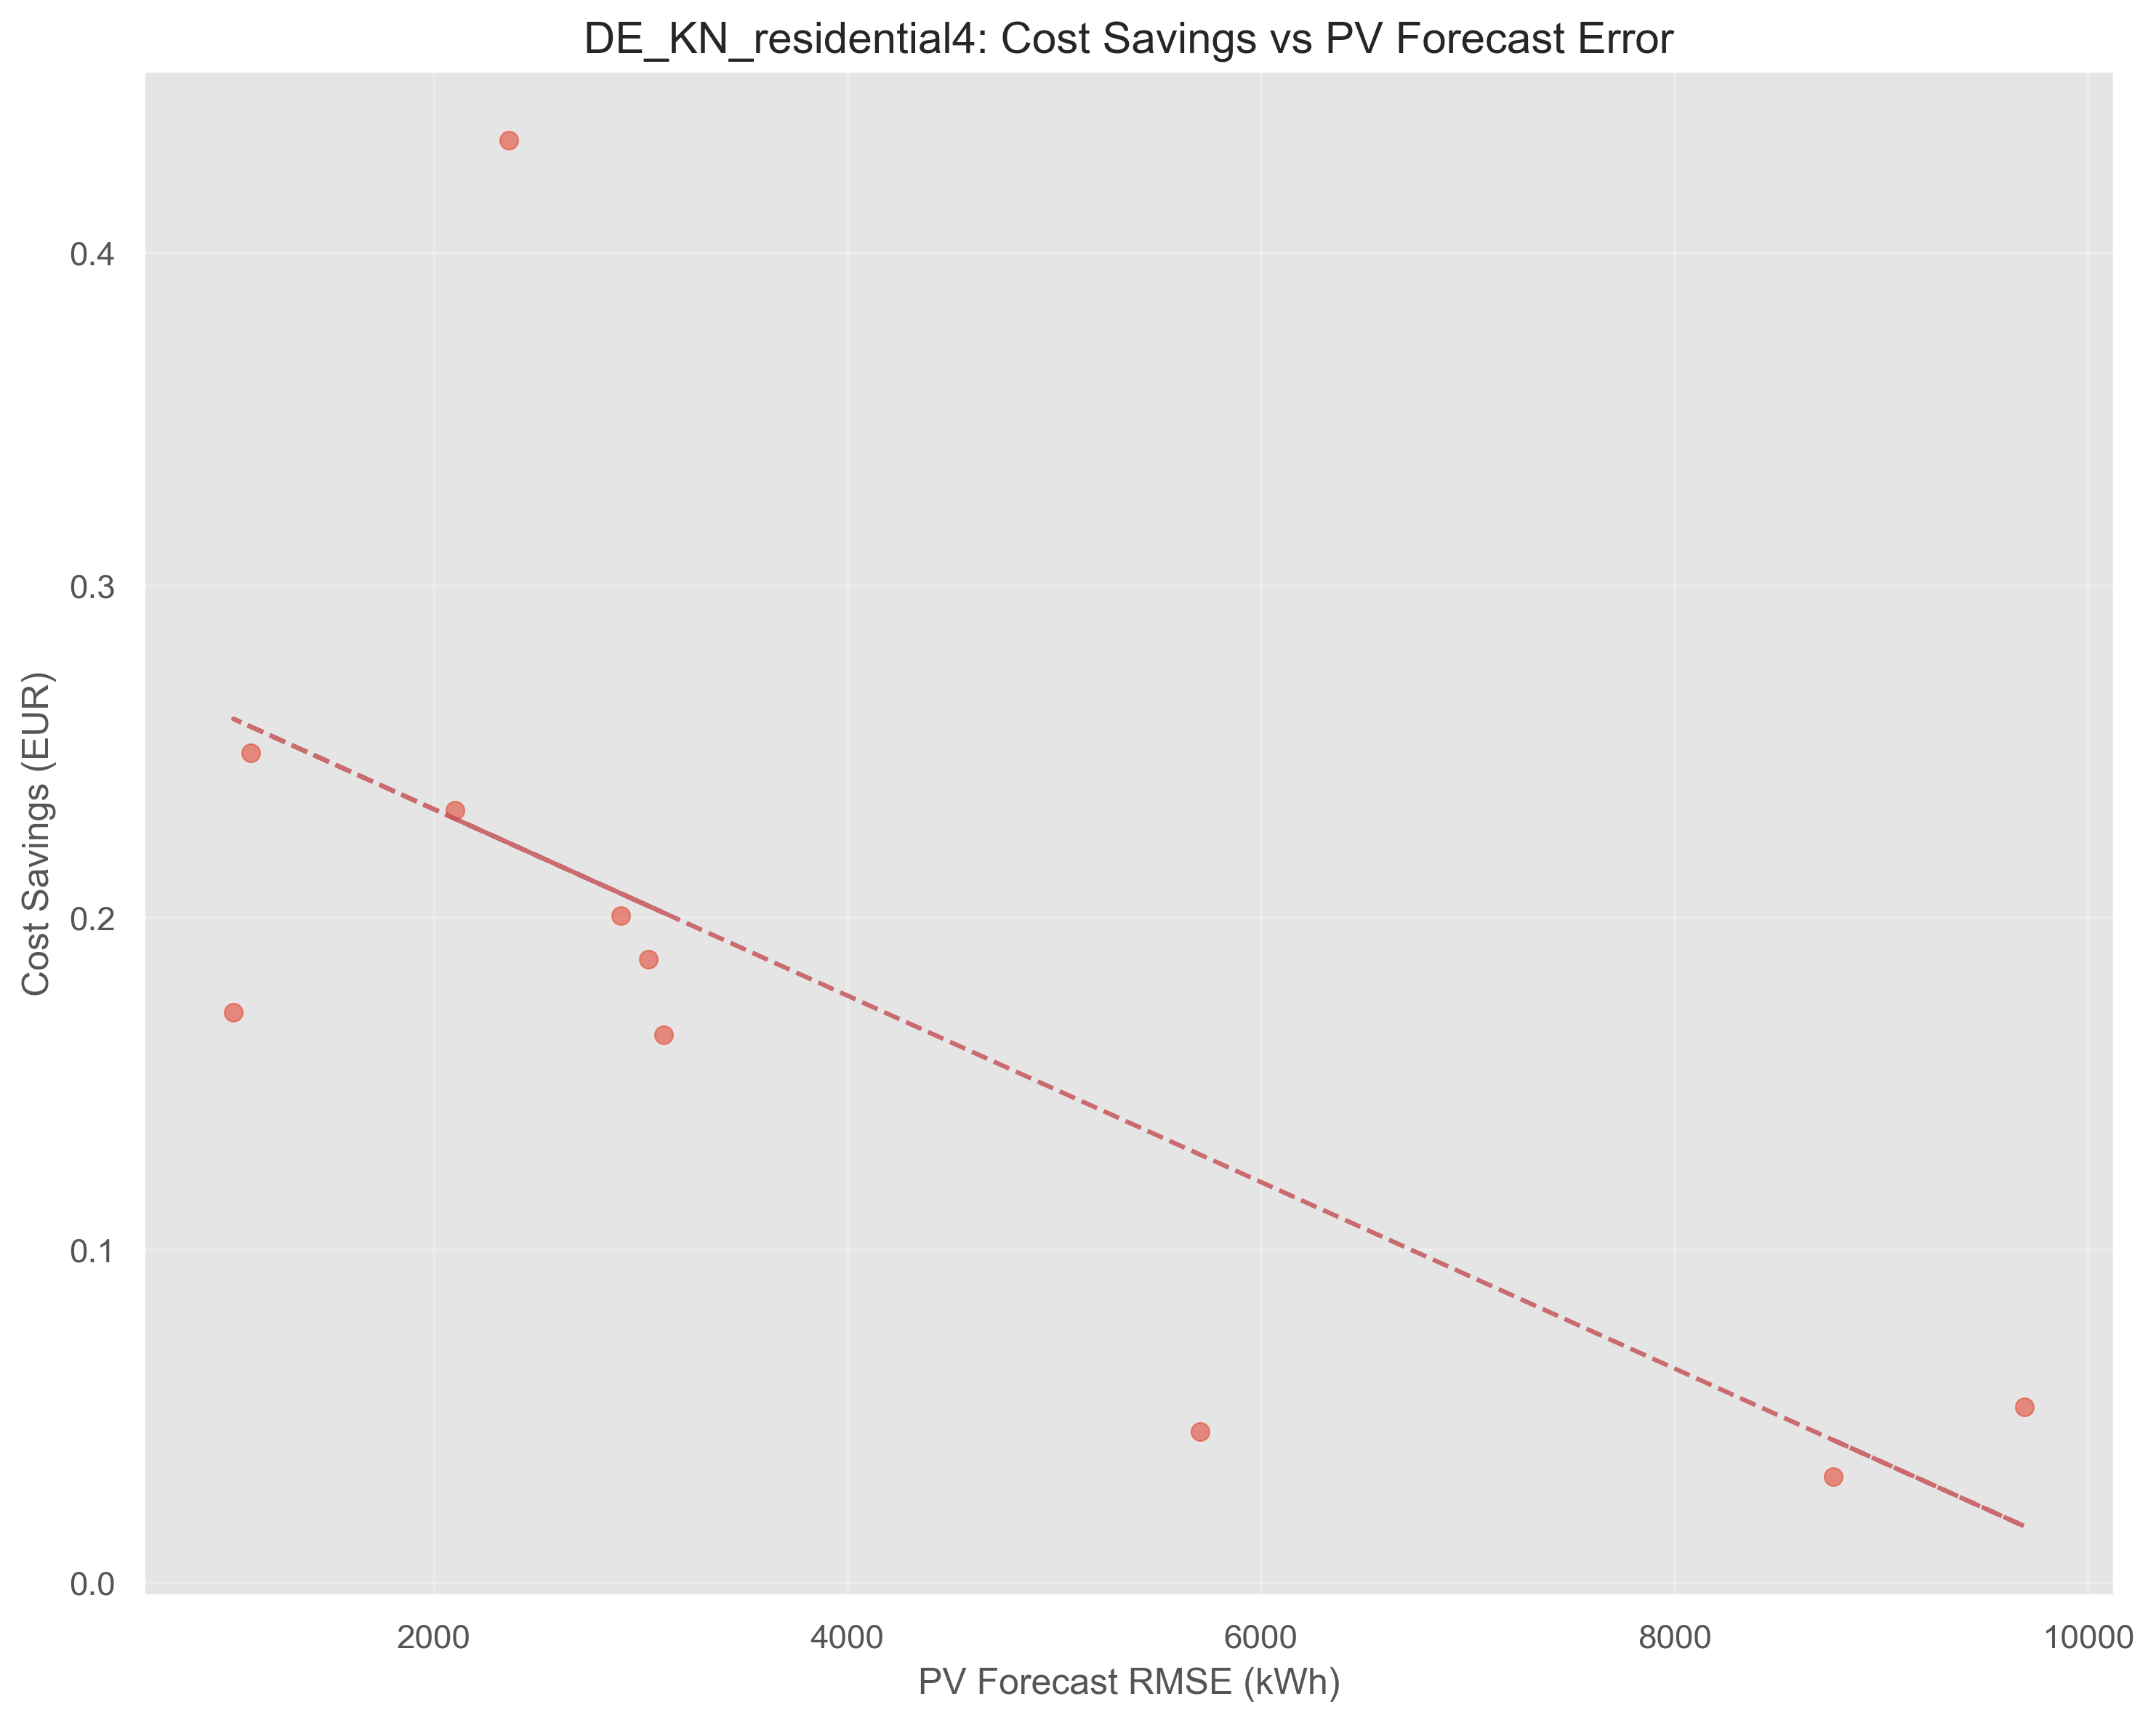 DE_KN_residential4: Cost Savings vs PV Forecast Error
Cost Savings (EUR)
0.4
0.3
0.2
0.1
0.0
2000 4000 6000 8000 10000
PV Forecast RMSE (kWh)